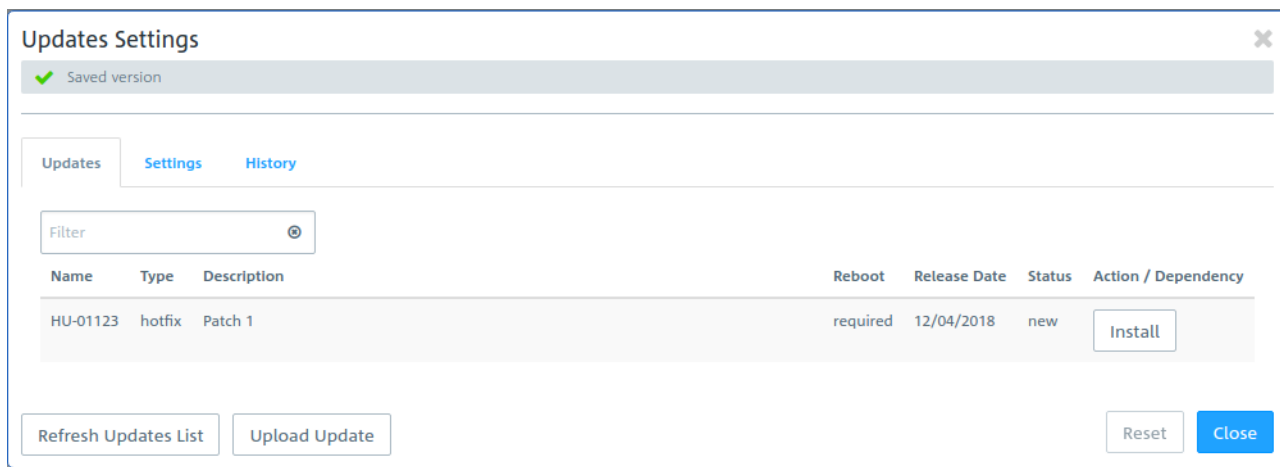 Updates Settings
Saved version
Updates Settings History
Filter
Name Type Description Reboot Release Date Status Action / Dependency
HU-01123 hotfix Patch 1 required 12/04/2018 new Install
Refresh Updates List Upload Update Reset Close